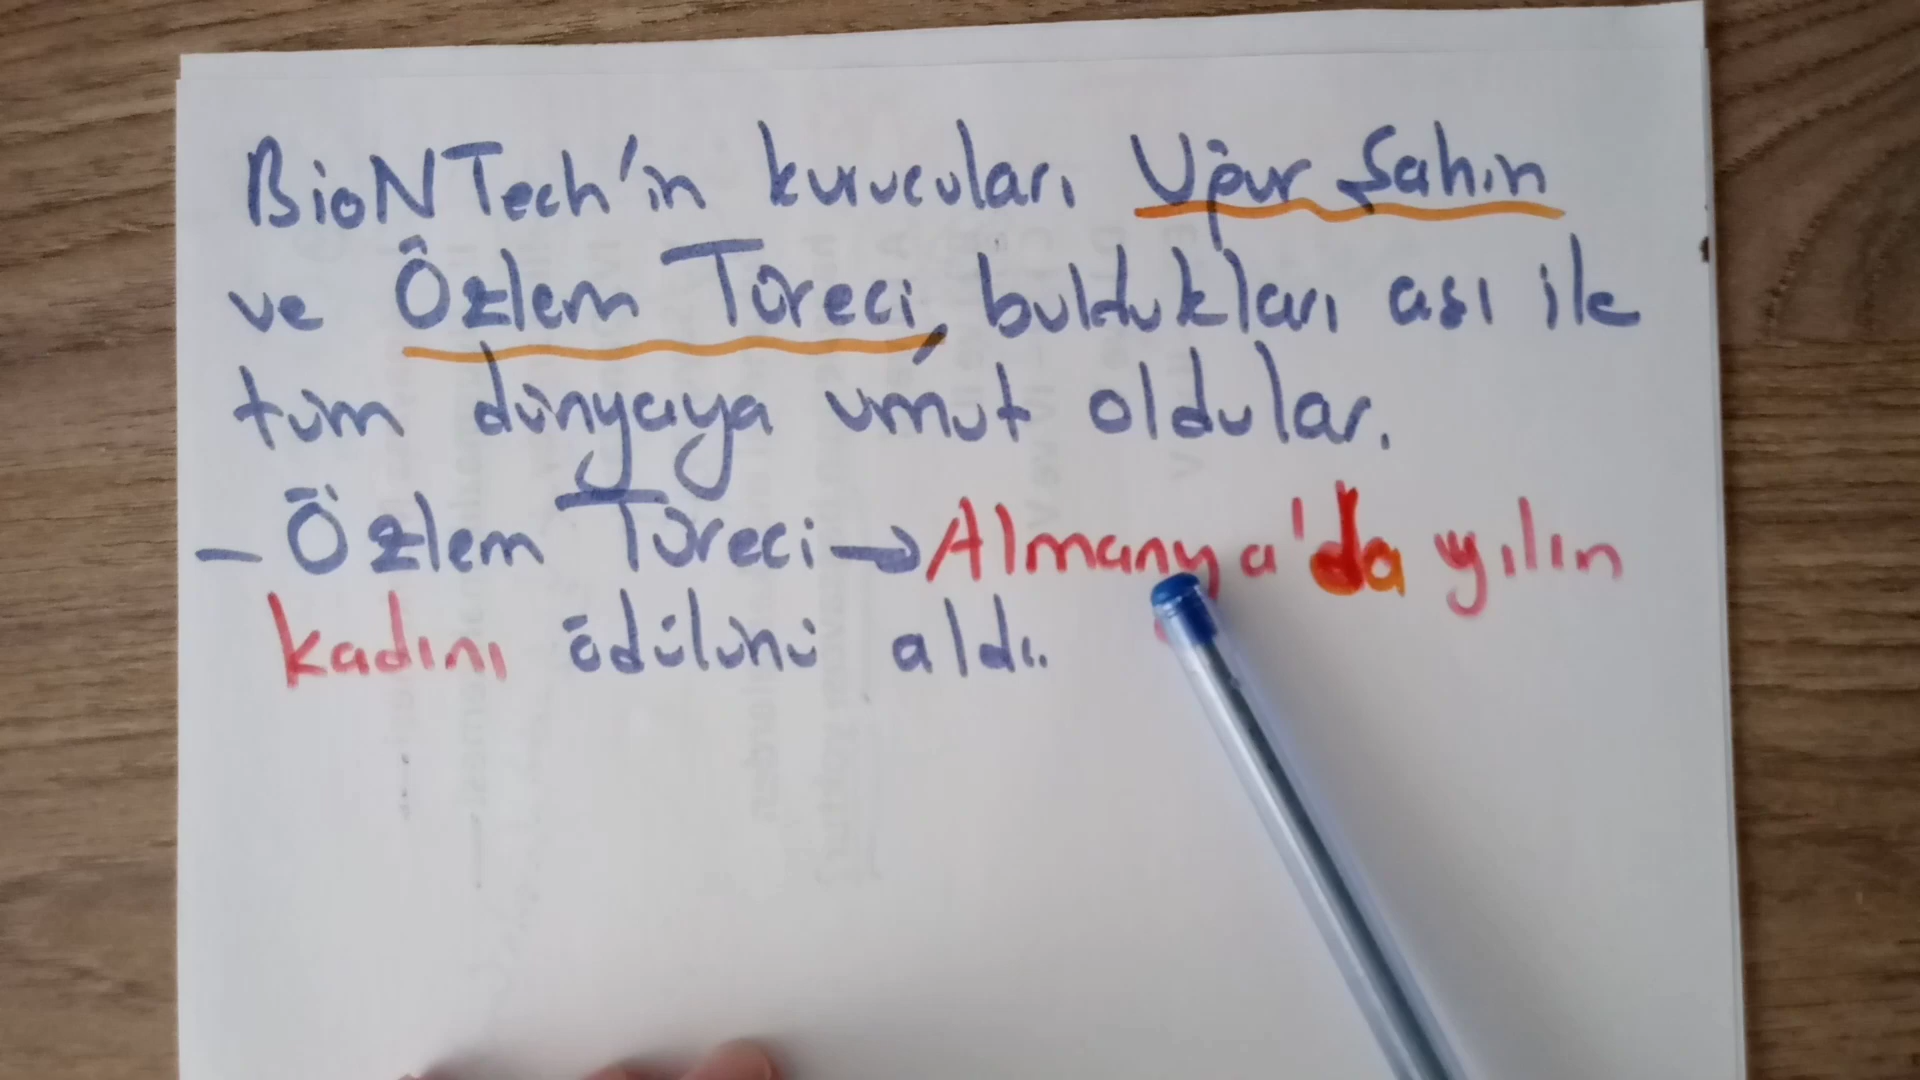 BioNTech'in kurucuları Uğur Şahin
ve Özlem Türeci, buldukları aşı ile
tüm dünyaya umut oldular.
- Özlem Türeci → Almanya'da yılın
kadını ödülünü aldı.